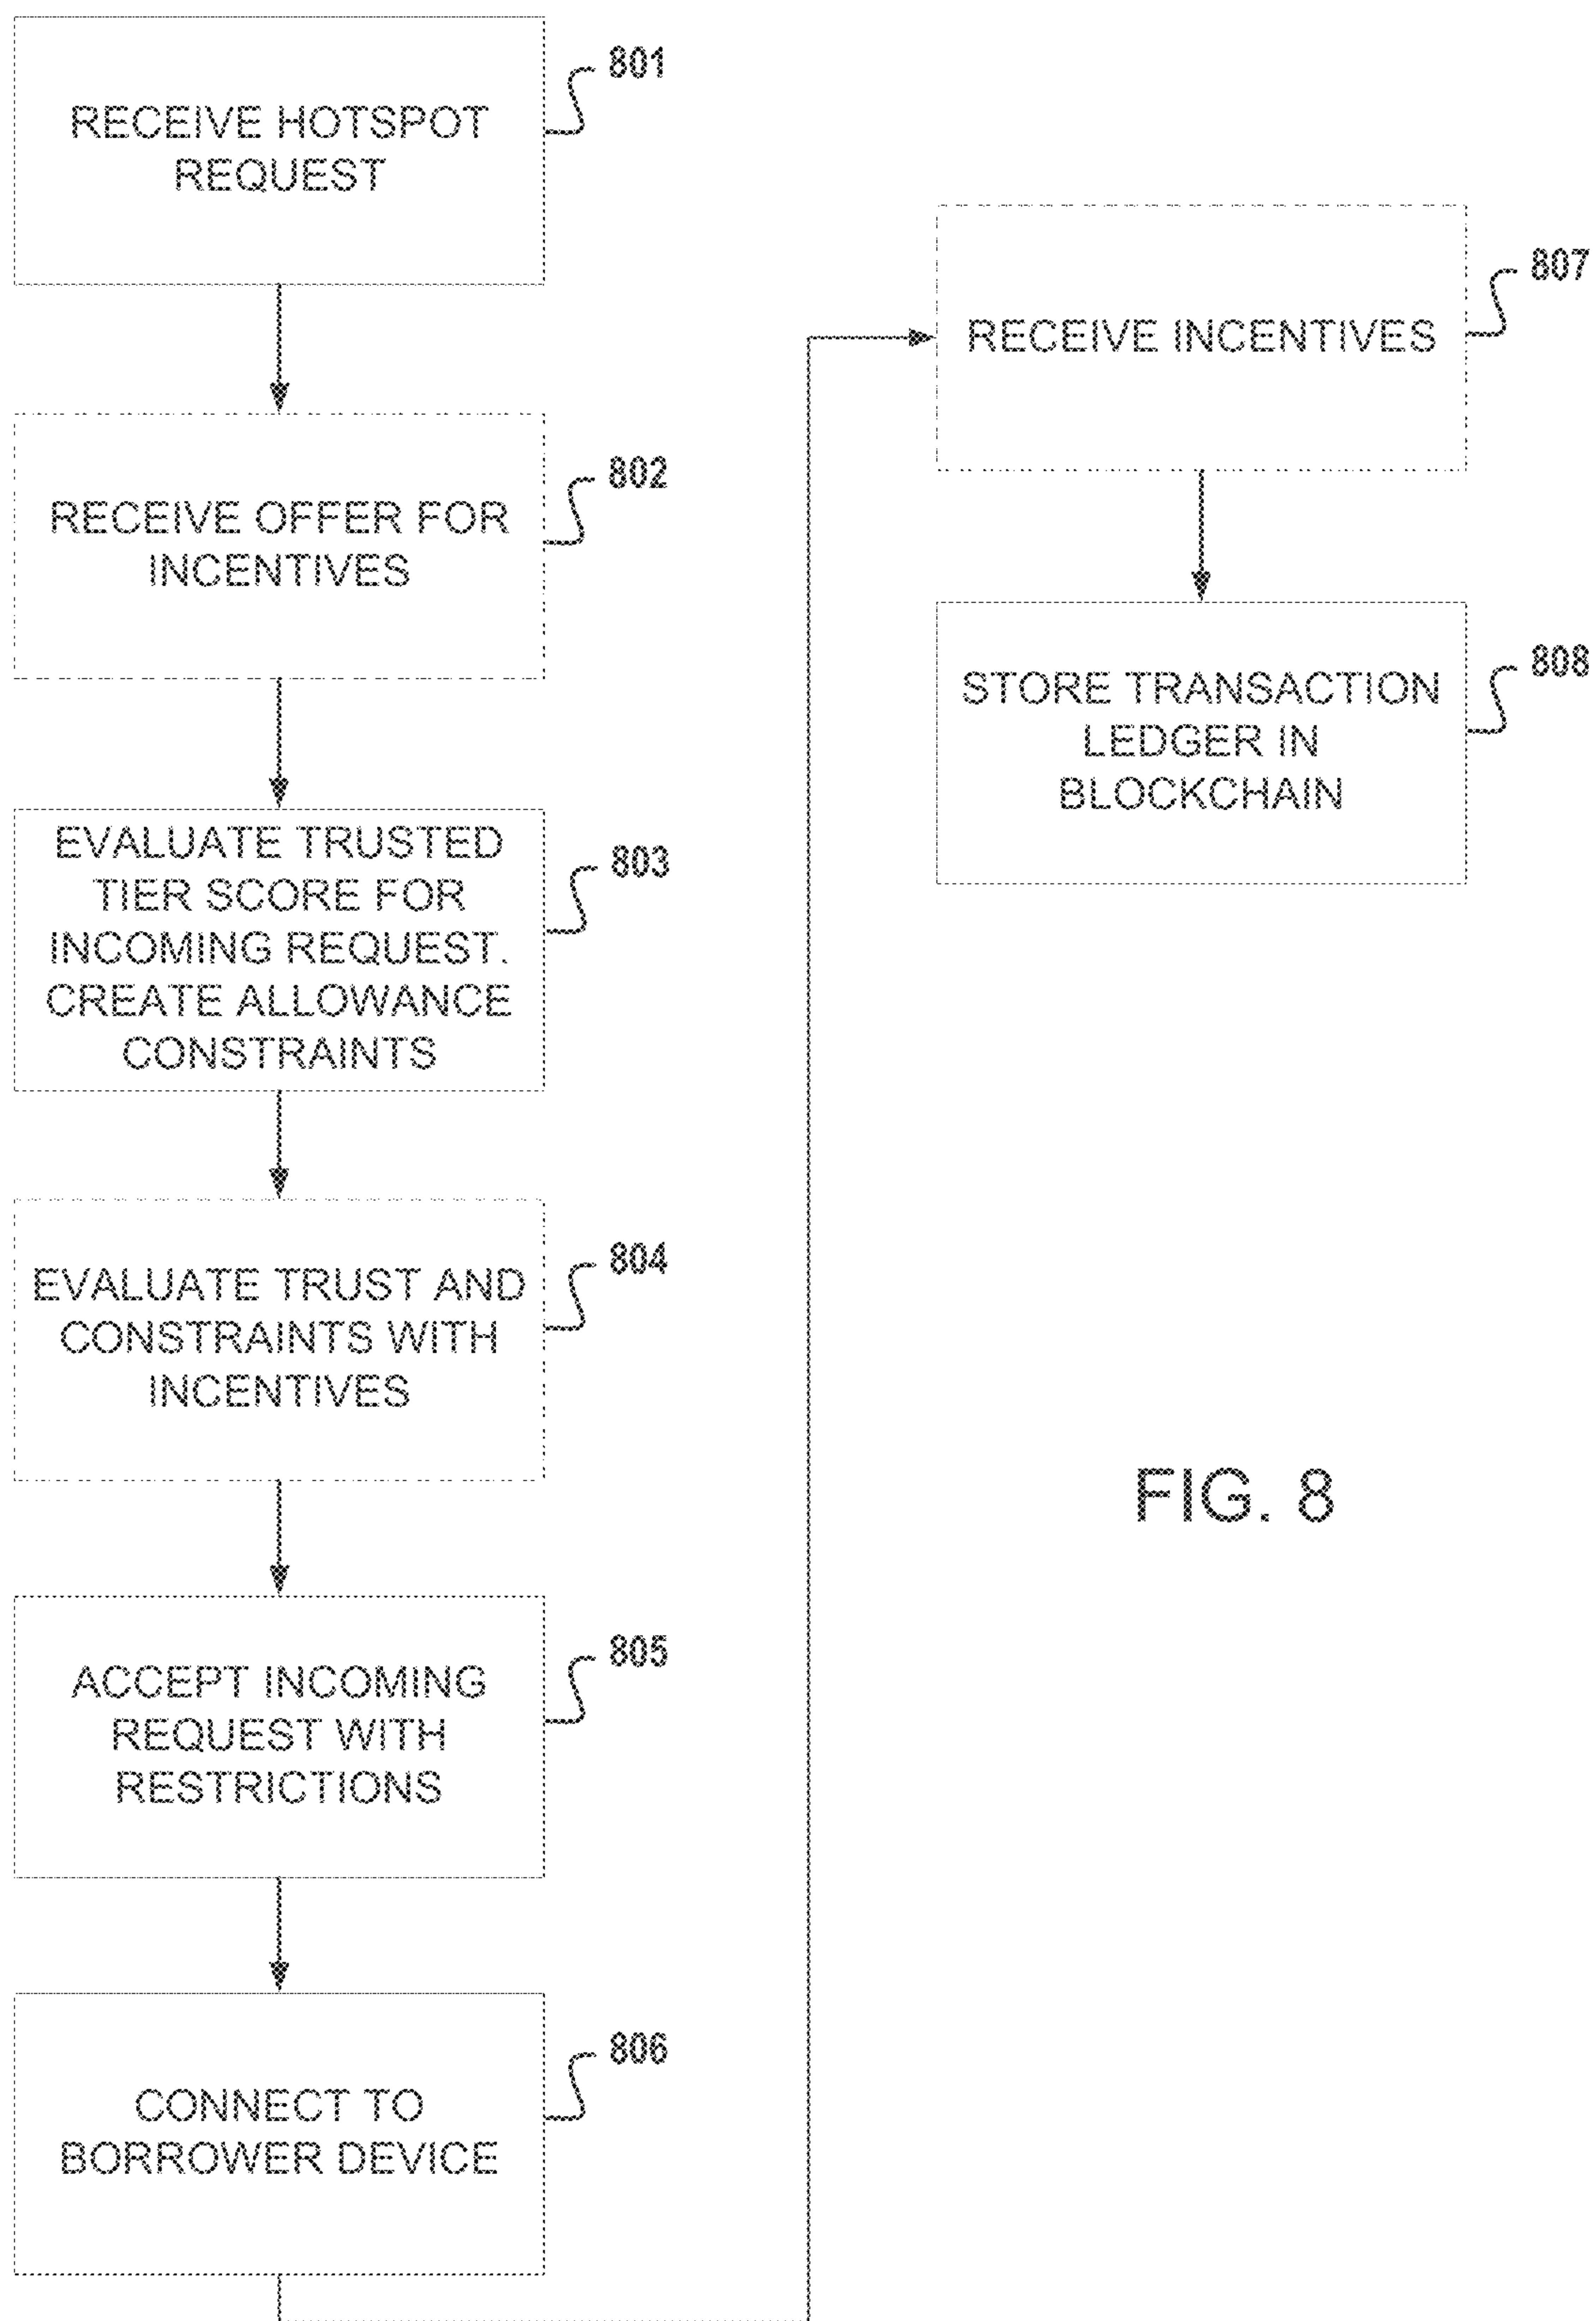 RECEIVE HOTSPOT
REQUEST
801
RECEIVE OFFER FOR
INCENTIVES
802
EVALUATE TRUSTED
TIER SCORE FOR
INCOMING REQUEST.
CREATE ALLOWANCE
CONSTRAINTS
803
EVALUATE TRUST AND
CONSTRAINTS WITH
INCENTIVES
804
ACCEPT INCOMING
REQUEST WITH
RESTRICTIONS
805
CONNECT TO
BORROWER DEVICE
806
RECEIVE INCENTIVES
807
STORE TRANSACTION
LEDGER IN
BLOCKCHAIN
808
FIG. 8